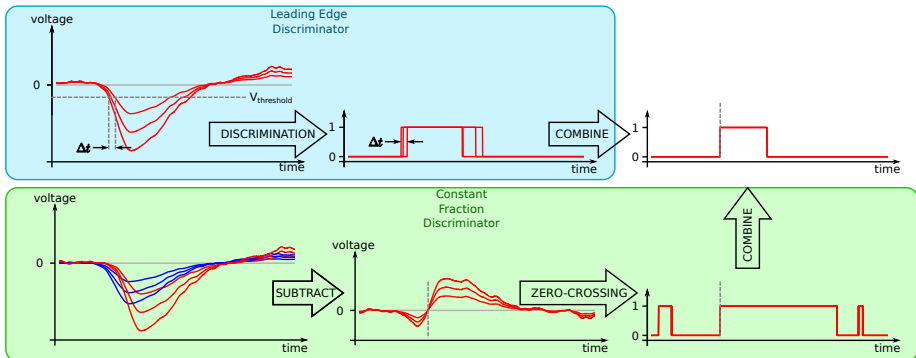 Leading Edge
Discriminator
voltage
0
V threshold
Δt
time
DISCRIMINATION
1
0
Δt
time
COMBINE
1
0
time
Constant
Fraction
Discriminator
voltage
0
time
SUBTRACT
voltage
0
time
ZERO-CROSSING
COMBINE
1
0
time